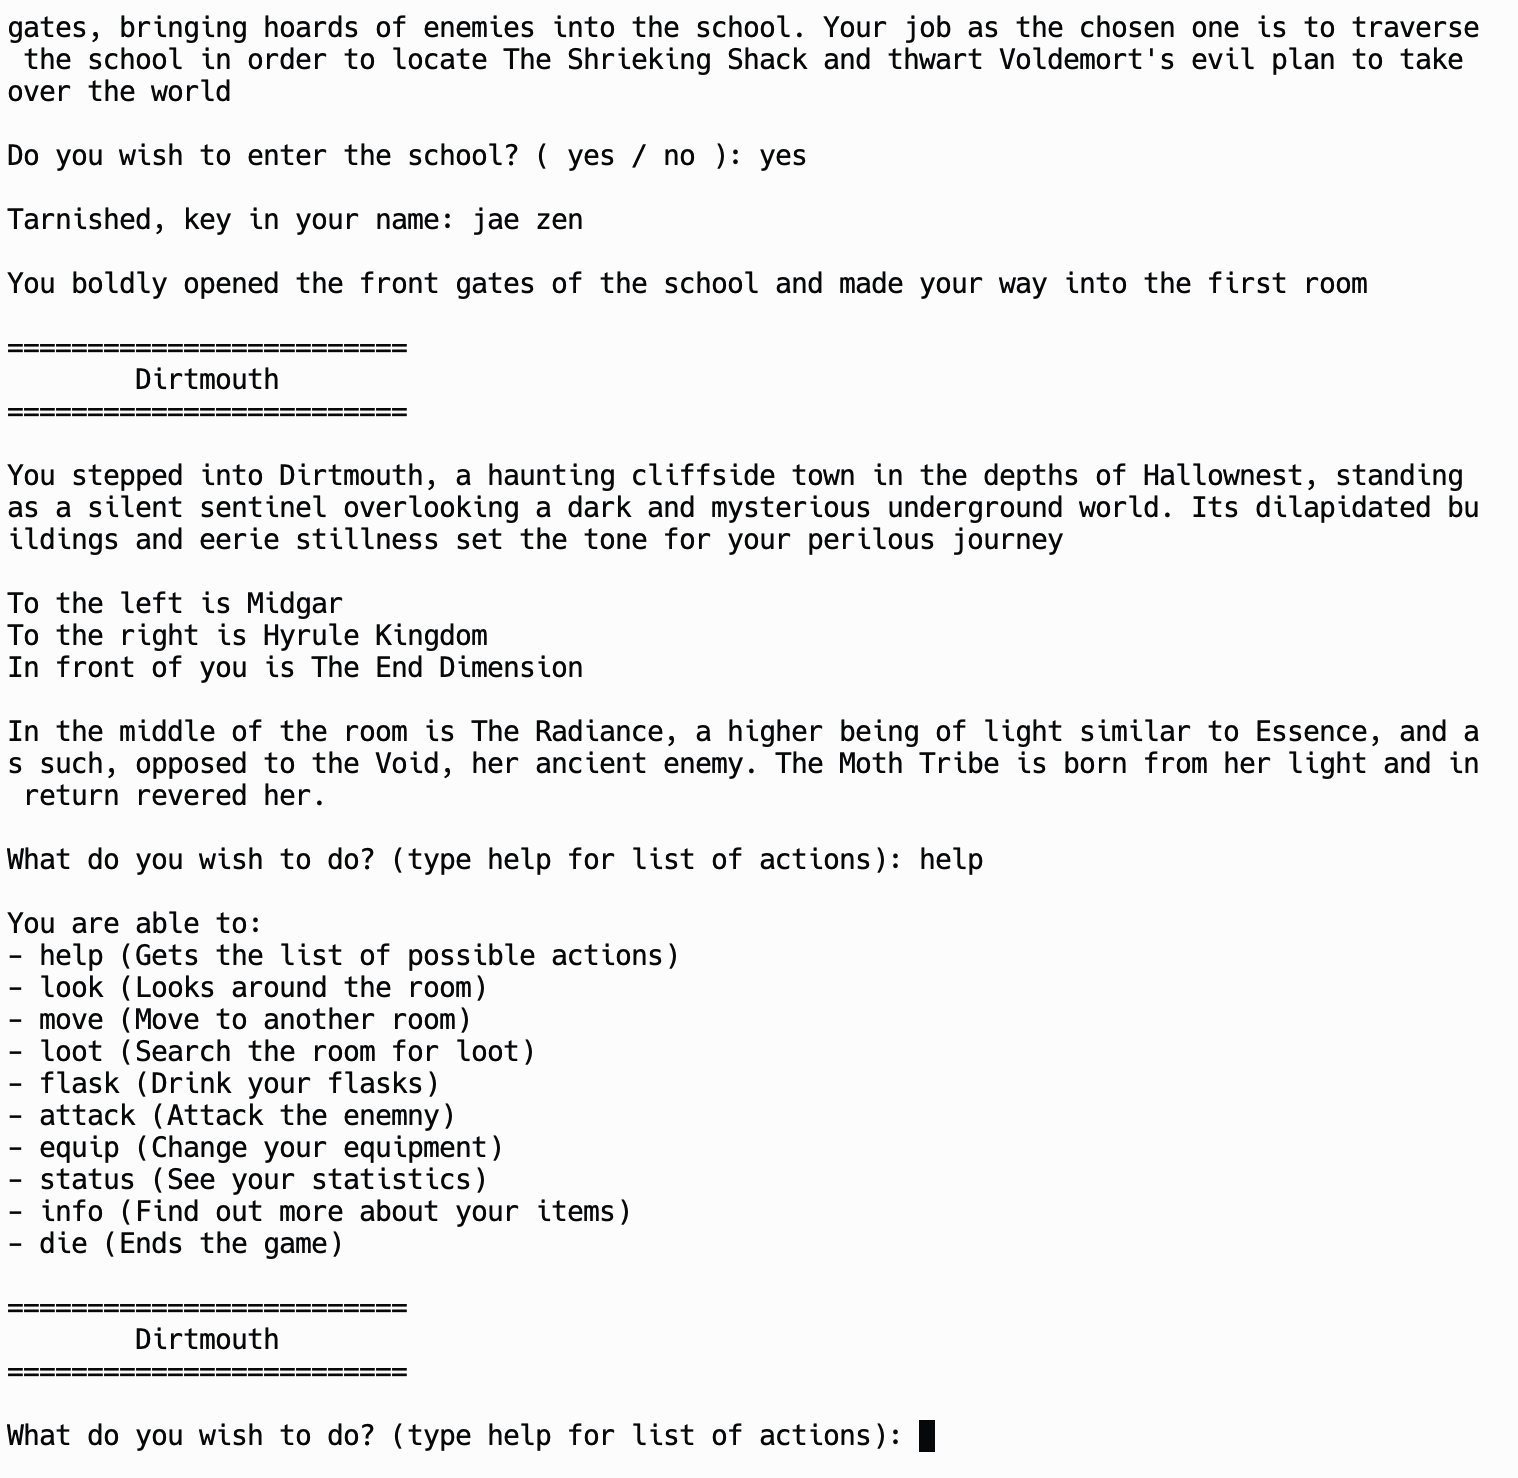 gates, bringing hoards of enemies into the school. Your job as the chosen one is to traverse
 the school in order to locate The Shrieking Shack and thwart Voldemort's evil plan to take
over the world
Do you wish to enter the school? ( yes / no ): yes
Tarnished, key in your name: jae zen
You boldly opened the front gates of the school and made your way into the first room
=========================
Dirtmouth
=========================
You stepped into Dirtmouth, a haunting cliffside town in the depths of Hallownest, standing
as a silent sentinel overlooking a dark and mysterious underground world. Its dilapidated bu
ildings and eerie stillness set the tone for your perilous journey
To the left is Midgar
To the right is Hyrule Kingdom
In front of you is The End Dimension
In the middle of the room is The Radiance, a higher being of light similar to Essence, and a
s such, opposed to the Void, her ancient enemy. The Moth Tribe is born from her light and in
 return revered her.
What do you wish to do? (type help for list of actions): help
You are able to:
- help (Gets the list of possible actions)
- look (Looks around the room)
- move (Move to another room)
- loot (Search the room for loot)
- flask (Drink your flasks)
- attack (Attack the enemny)
- equip (Change your equipment)
- status (See your statistics)
- info (Find out more about your items)
- die (Ends the game)
=========================
Dirtmouth
=========================
What do you wish to do? (type help for list of actions):